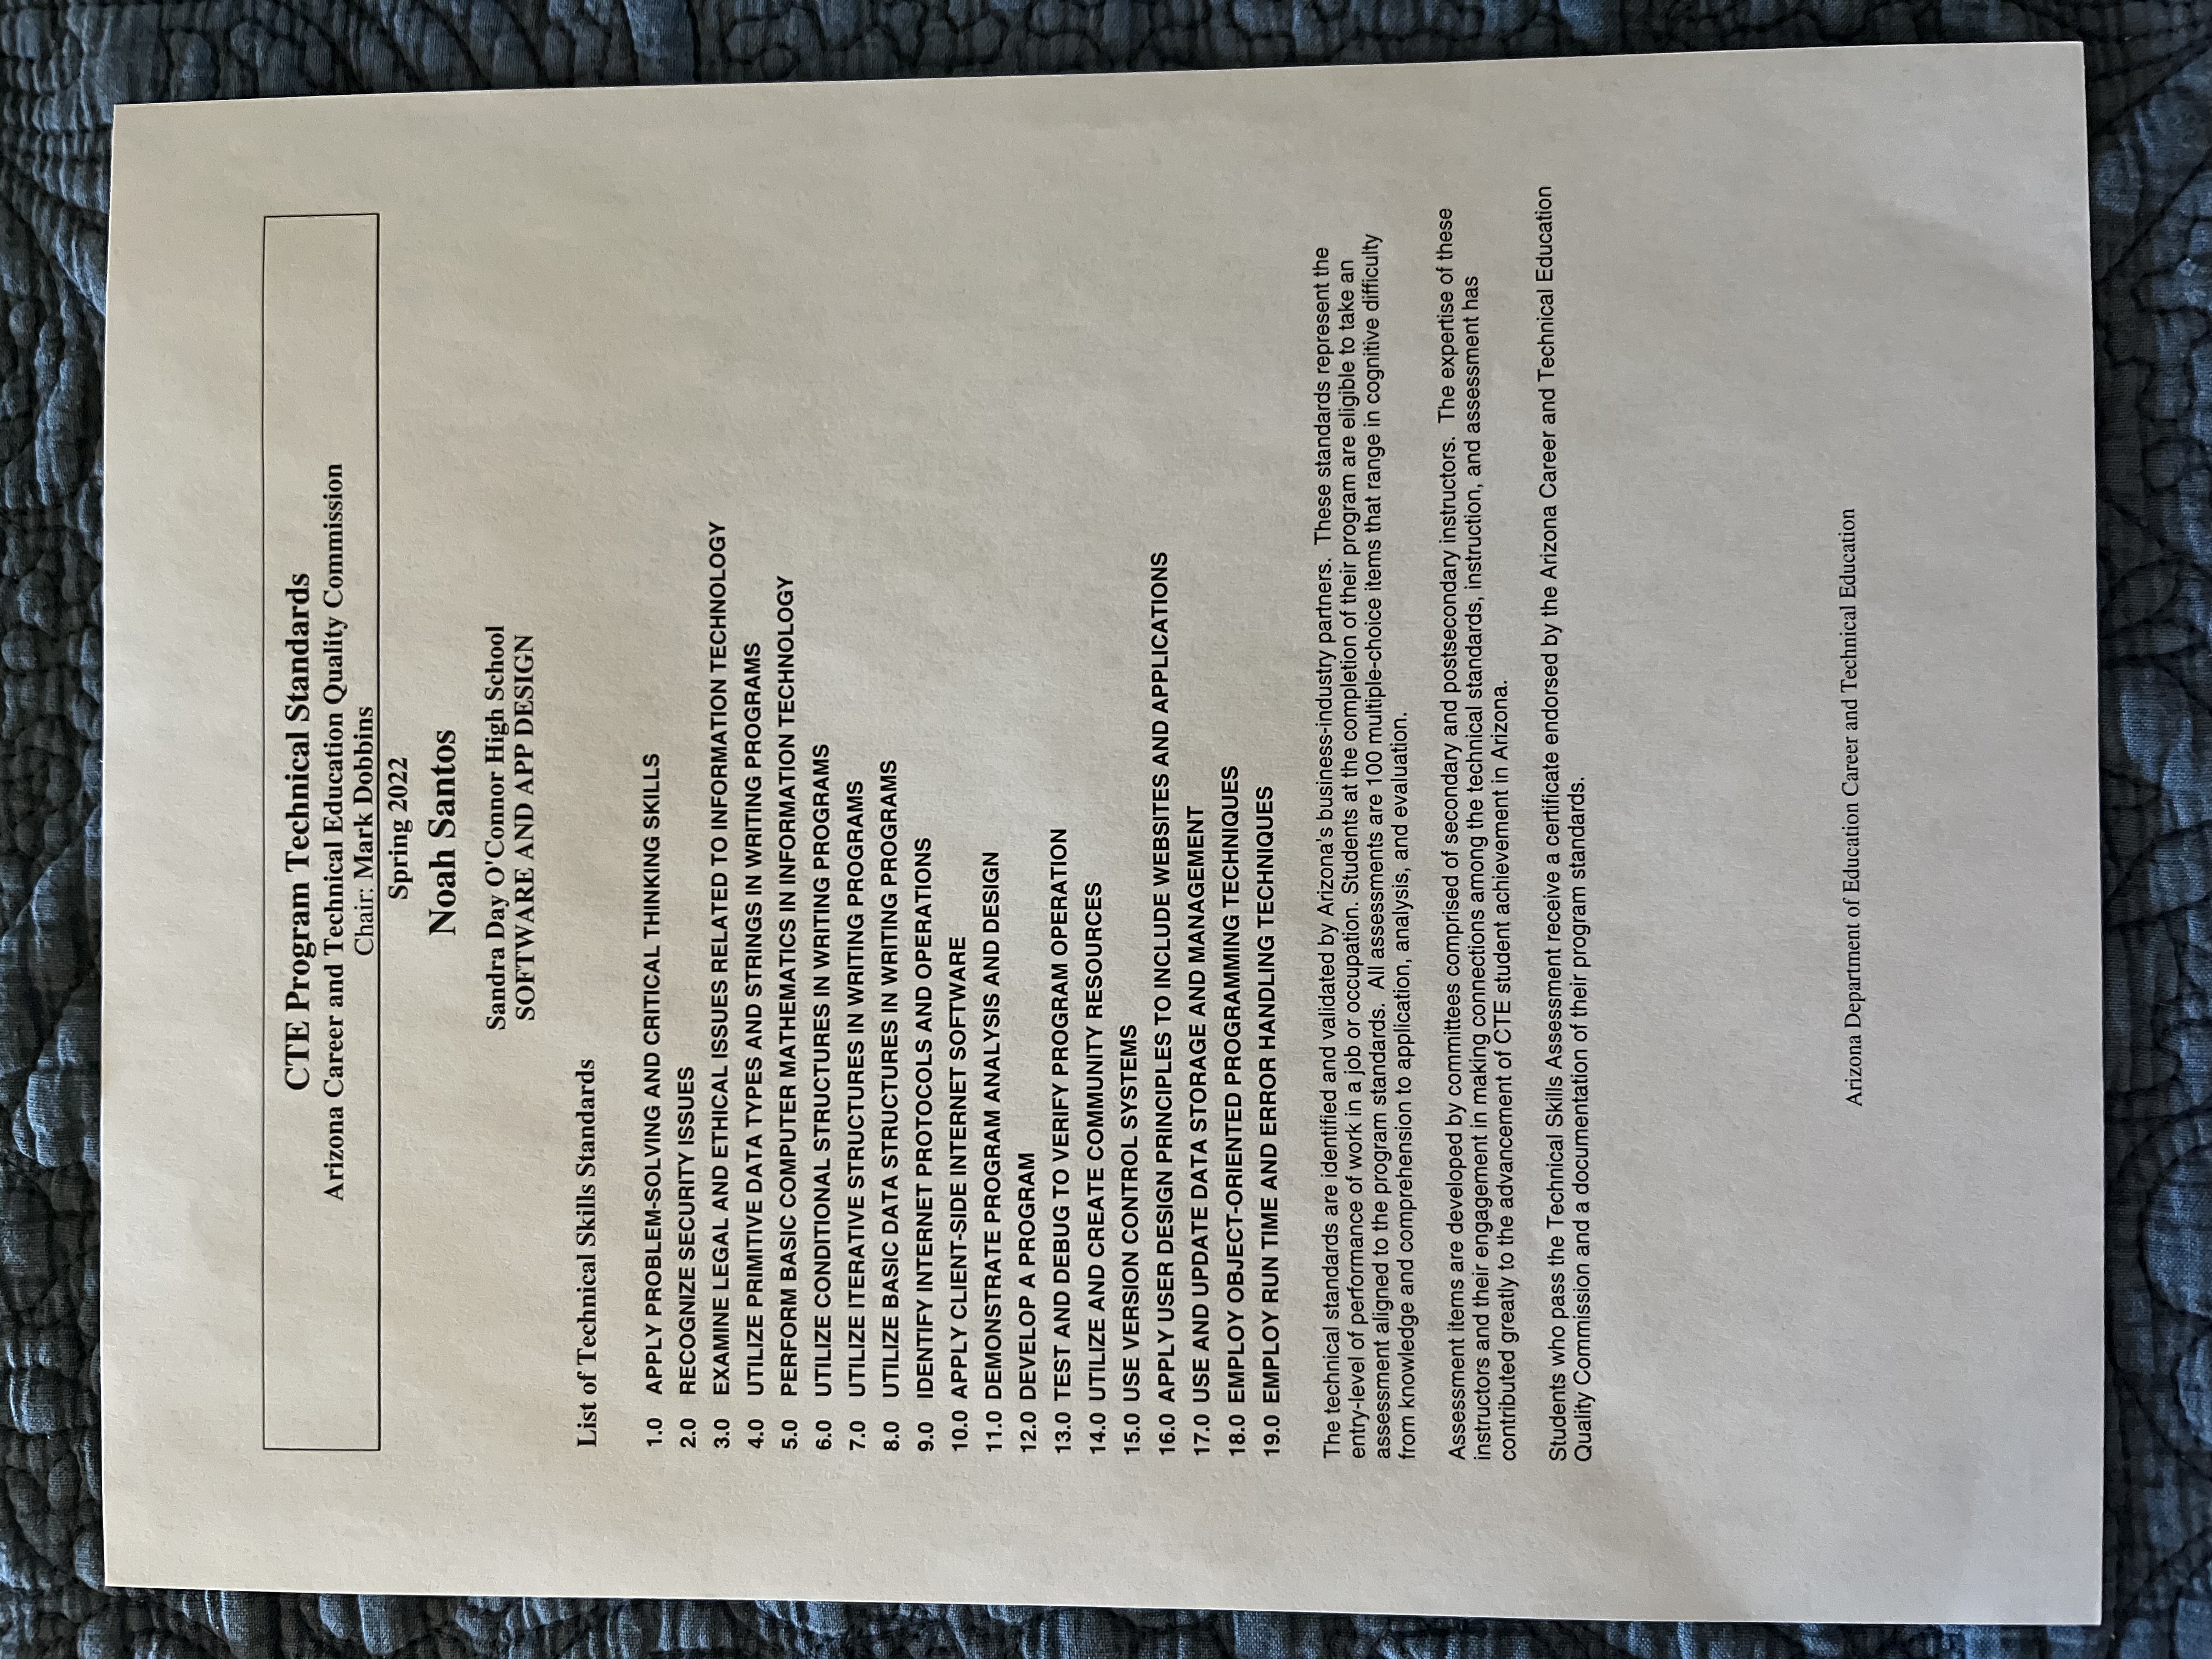 CTE Program Technical Standards
Arizona Career and Technical Education Quality Commission
Chair: Mark Dobbins
Spring 2022
Noah Santos
Sandra Day O'Connor High School
SOFTWARE AND APP DESIGN
List of Technical Skills Standards
1.0 APPLY PROBLEM-SOLVING AND CRITICAL THINKING SKILLS
2.0 RECOGNIZE SECURITY ISSUES
3.0 EXAMINE LEGAL AND ETHICAL ISSUES RELATED TO INFORMATION TECHNOLOGY
4.0 UTILIZE PRIMITIVE DATA TYPES AND STRINGS IN WRITING PROGRAMS
5.0 PERFORM BASIC COMPUTER MATHEMATICS IN INFORMATION TECHNOLOGY
6.0 UTILIZE CONDITIONAL STRUCTURES IN WRITING PROGRAMS
7.0 UTILIZE ITERATIVE STRUCTURES IN WRITING PROGRAMS
8.0 UTILIZE BASIC DATA STRUCTURES IN WRITING PROGRAMS
9.0 IDENTIFY INTERNET PROTOCOLS AND OPERATIONS
10.0 APPLY CLIENT-SIDE INTERNET SOFTWARE
11.0 DEMONSTRATE PROGRAM ANALYSIS AND DESIGN
12.0 DEVELOP A PROGRAM
13.0 TEST AND DEBUG TO VERIFY PROGRAM OPERATION
14.0 UTILIZE AND CREATE COMMUNITY RESOURCES
15.0 USE VERSION CONTROL SYSTEMS
16.0 APPLY USER DESIGN PRINCIPLES TO INCLUDE WEBSITES AND APPLICATIONS
17.0 USE AND UPDATE DATA STORAGE AND MANAGEMENT
18.0 EMPLOY OBJECT-ORIENTED PROGRAMMING TECHNIQUES
19.0 EMPLOY RUN TIME AND ERROR HANDLING TECHNIQUES
The technical standards are identified and validated by Arizona's business-industry partners. These standards represent the
entry-level of performance of work in a job or occupation. Students at the completion of their program are eligible to take an
assessment aligned to the program standards. All assessments are 100 multiple-choice items that range in cognitive difficulty
from knowledge and comprehension to application, analysis, and evaluation.
Assessment items are developed by committees comprised of secondary and postsecondary instructors. The expertise of these
instructors and their engagement in making connections among the technical standards, instruction, and assessment has
contributed greatly to the advancement of CTE student achievement in Arizona.
Students who pass the Technical Skills Assessment receive a certificate endorsed by the Arizona Career and Technical Education
Quality Commission and a documentation of their program standards.
Arizona Department of Education Career and Technical Education